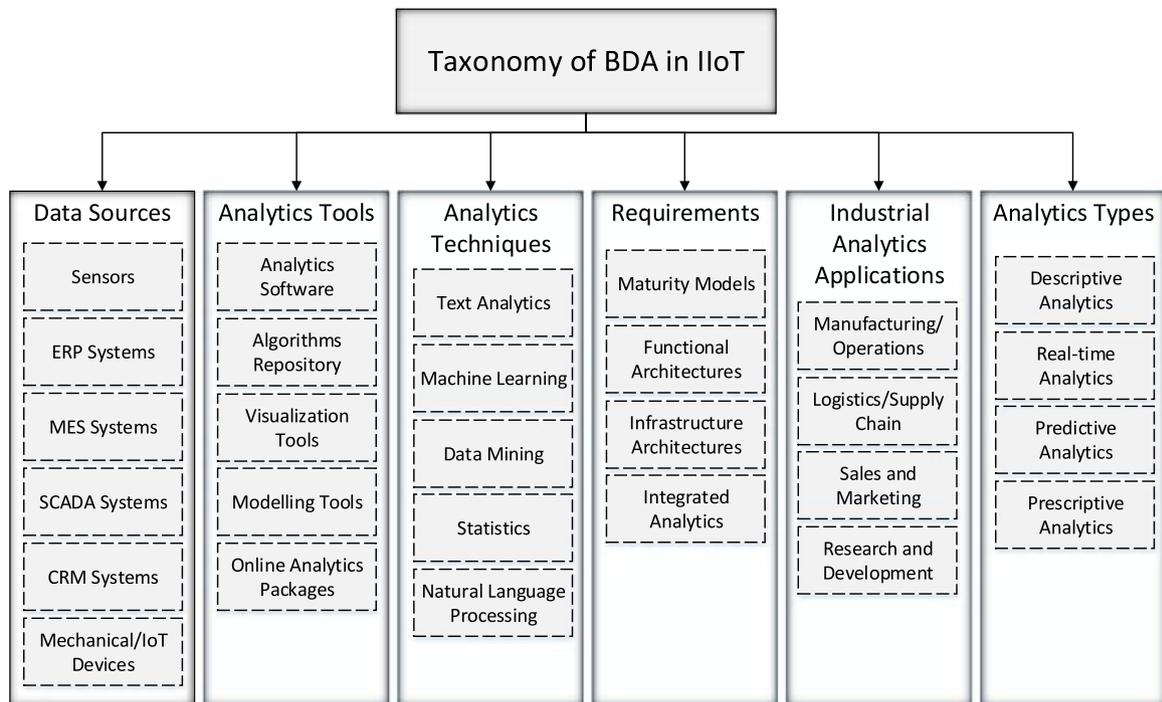 Taxonomy of BDA in IIoT
Data Sources
Sensors
ERP Systems
MES Systems
SCADA Systems
CRM Systems
Mechanical/IoT
Devices
Analytics Tools
Analytics
Software
Algorithms
Repository
Visualization
Tools
Modelling Tools
Online Analytics
Packages
Analytics
Techniques
Text Analytics
Machine Learning
Data Mining
Statistics
Natural Language
Processing
Requirements
Maturity Models
Functional
Architectures
Infrastructure
Architectures
Integrated
Analytics
Industrial
Analytics
Applications
Manufacturing/
Operations
Logistics/Supply
Chain
Sales and
Marketing
Research and
Development
Analytics Types
Descriptive
Analytics
Real-time
Analytics
Predictive
Analytics
Prescriptive
Analytics